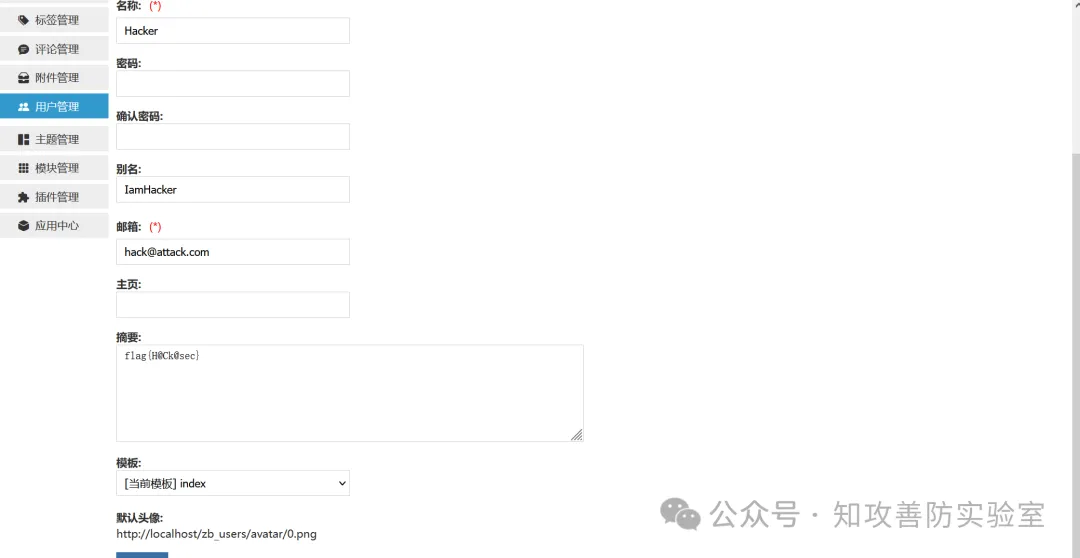 名称: (*)
标签管理
Hacker
评论管理
密码:
附件管理
用户管理
确认密码:
主题管理
模块管理
别名:
IamHacker
插件管理
应用中心
邮箱: (*)
hack@attack.com
主页:
摘要:
flag{H@Ck@sec}
模板:
[当前模板] index
默认头像:
http://localhost/zb_users/avatar/0.png
公众号 · 知攻善防实验室